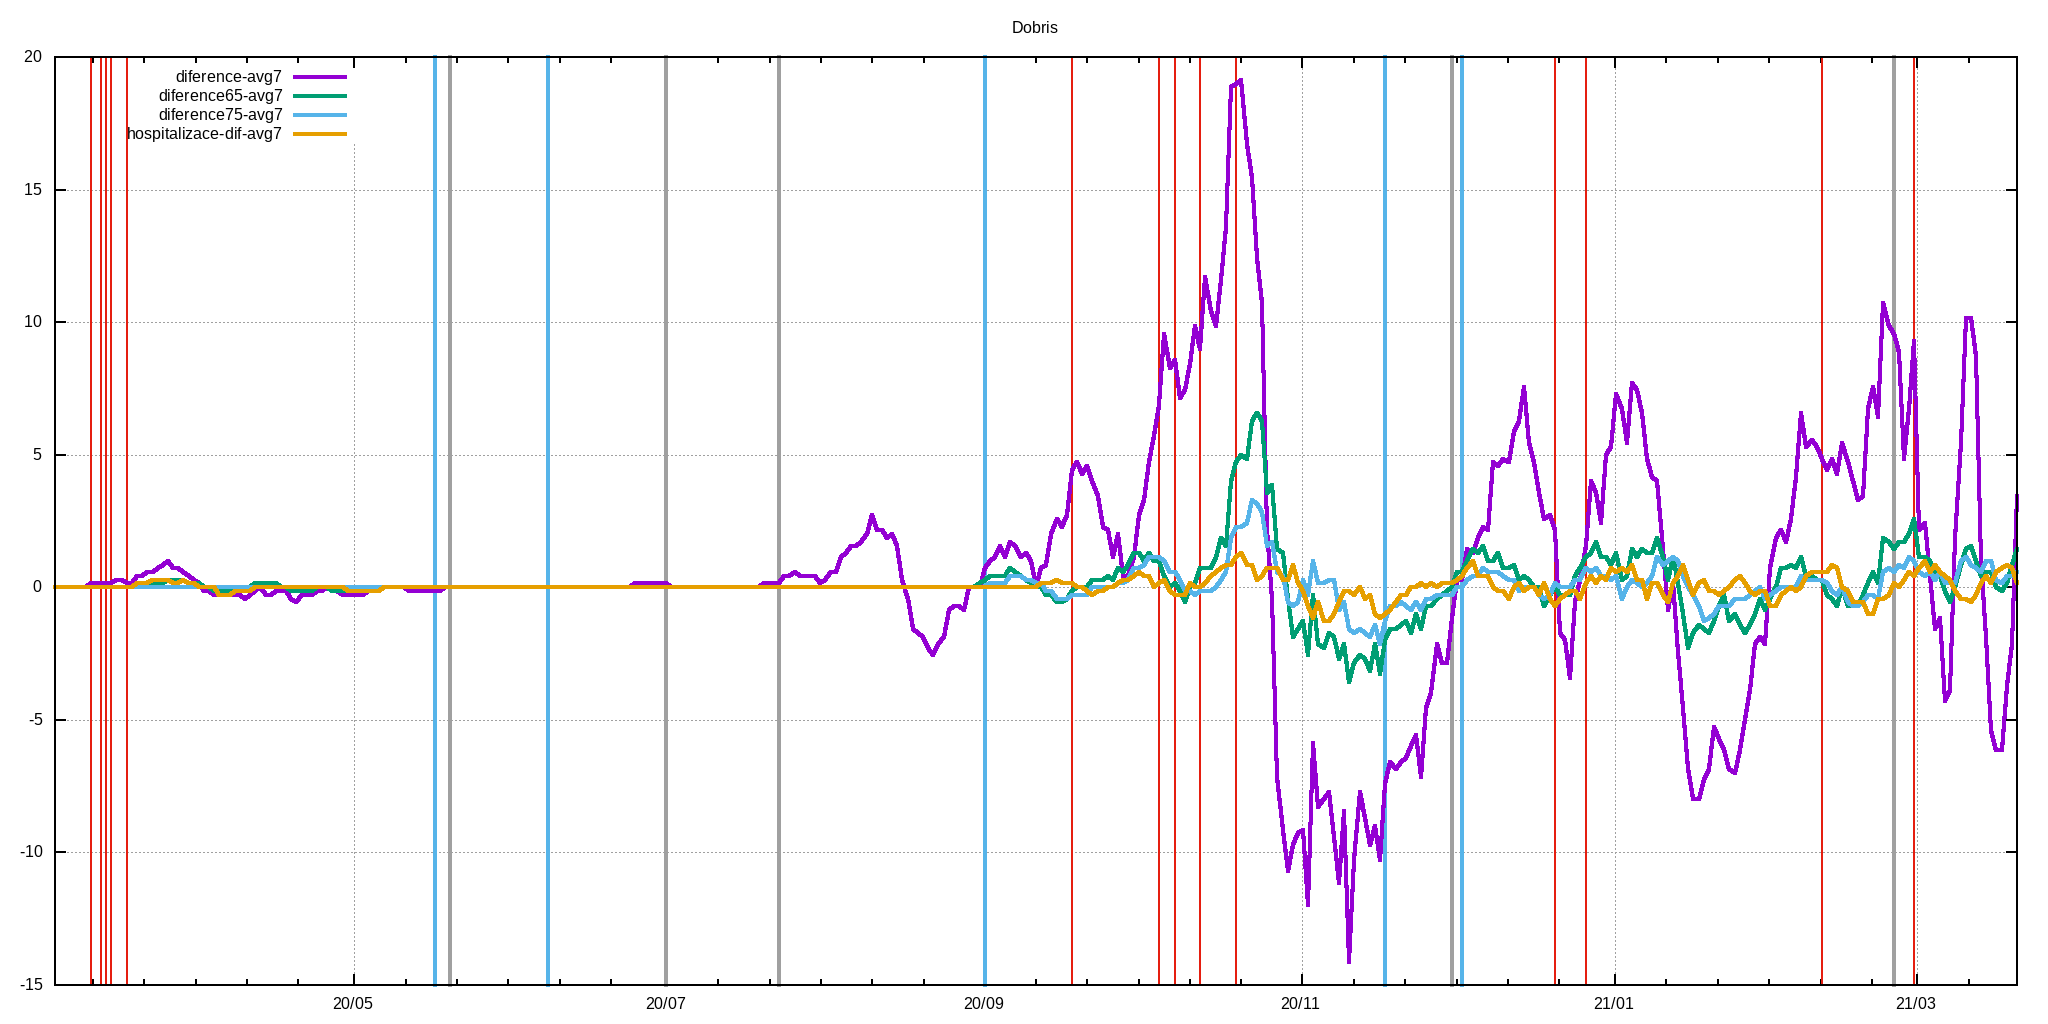 Dobris
20
diference-avg7
diference65-avg7
diference75-avg7
hospitalizace-dif-avg7
15
10
5
0
-5
-10
-15
20/05 20/07 20/09 20/11 21/01 21/03